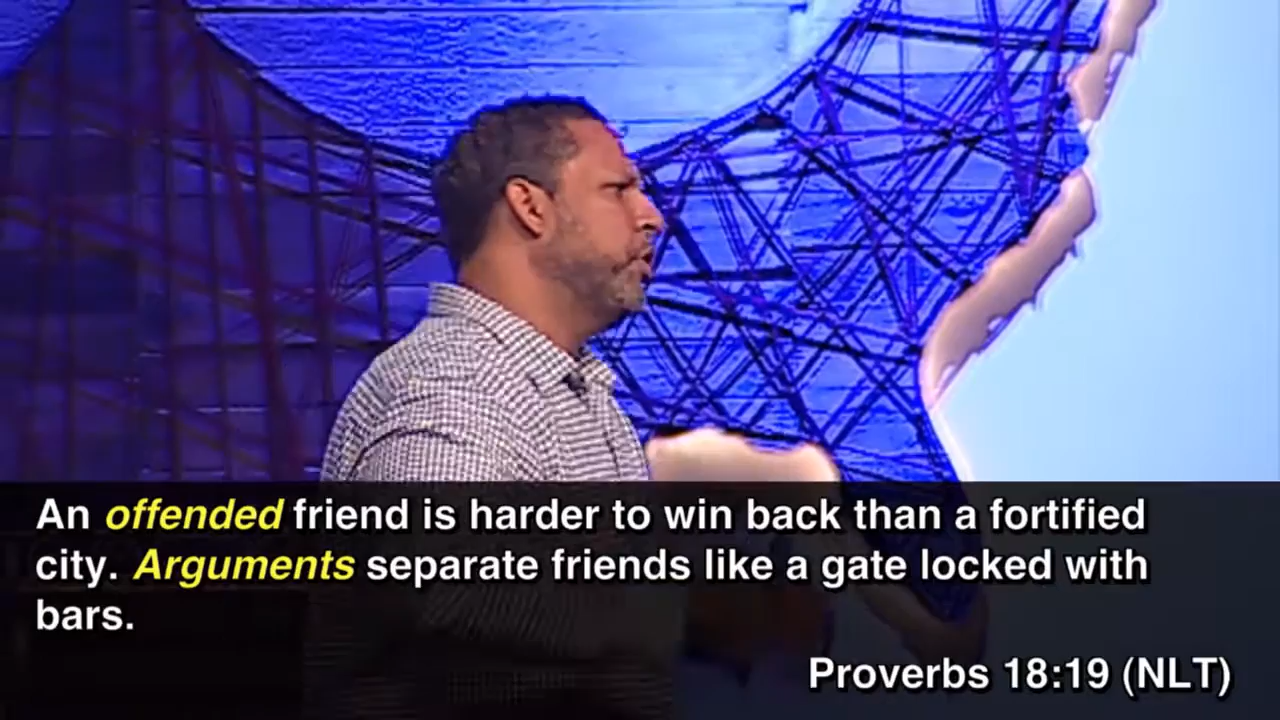 An offended friend is harder to win back than a fortified
city. Arguments separate friends like a gate locked with
bars.
Proverbs 18:19 (NLT)